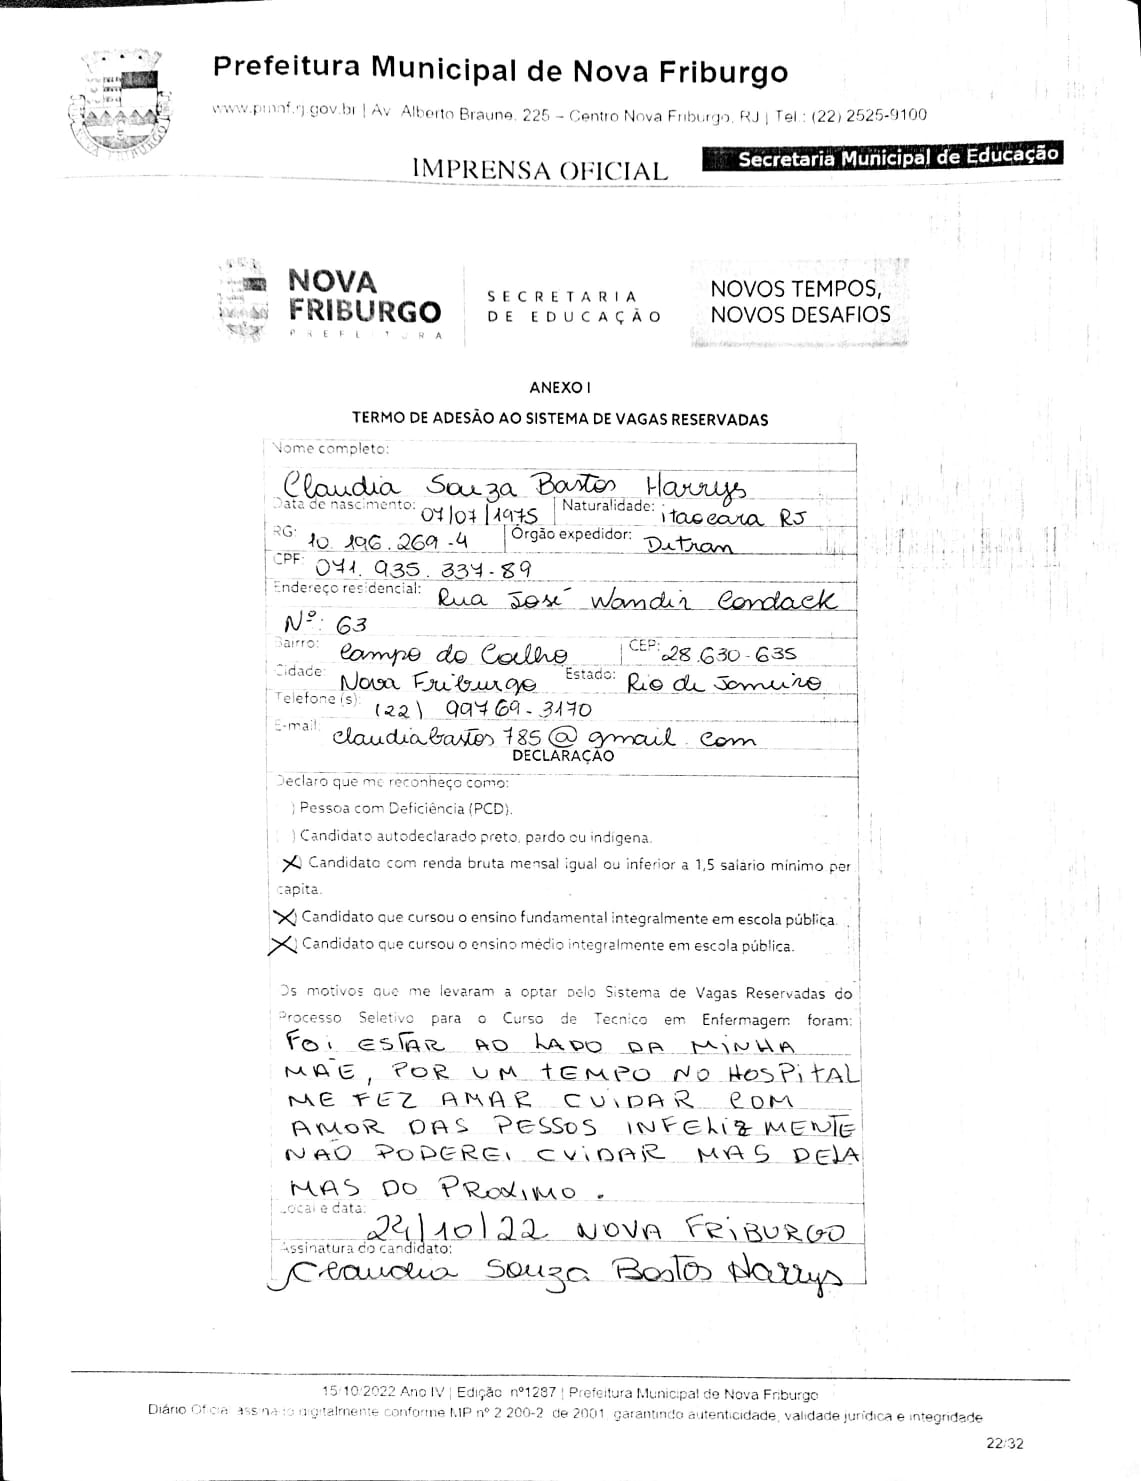 Prefeitura Municipal de Nova Friburgo
www.pmnf.rj.gov.br | Av. Alberto Braune, 225 – Centro Nova Friburgo, RJ | Tel.: (22) 2525-9100
IMPRENSA OFICIAL
Secretaria Municipal de Educação
NOVA FRIBURGO
PREFEITURA
SECRETARIA DE EDUCAÇÃO
NOVOS TEMPOS,
NOVOS DESAFIOS
ANEXO I
TERMO DE ADESÃO AO SISTEMA DE VAGAS RESERVADAS
Nome completo:
Claudia Souza Bastos Harrys
Data de nascimento: 07/07/1975 Naturalidade: itaocara RJ
RG: 10.196.269-4 Órgão expedidor: Detran
CPF: 071.935.337-89
Endereço residencial: Rua José Wandir Cordack
Nº: 63
Bairro: Campo do Coelho CEP: 28.630-635
Cidade: Nova Friburgo Estado: Rio de Janeiro
Telefone(s): (22) 99769-3170
E-mail: claudiabastos785@gmail.com
DECLARAÇÃO
Declaro que me reconheço como:
) Pessoa com Deficiência (PCD).
) Candidato autodeclarado preto, pardo ou indígena.
X) Candidato com renda bruta mensal igual ou inferior a 1,5 salário mínimo per
capita.
X) Candidato que cursou o ensino fundamental integralmente em escola pública.
X) Candidato que cursou o ensino médio integralmente em escola pública.
Os motivos que me levaram a optar pelo Sistema de Vagas Reservadas do
Processo Seletivo para o Curso de Técnico em Enfermagem foram:
FOI ESTAR AO LADO DA MINHA
MÃE, POR UM TEMPO NO HOSPITAL
ME FEZ AMAR CUIDAR COM
AMOR DAS PESSOS INFELIZMENTE
NÃO PODEREI CUIDAR MAS DELA
MAS DO PROXIMO.
Local e data: 24/10/22 NOVA FRIBURGO
Assinatura do candidato:
Claudia Souza Bastos Harrys
15/10/2022 Ano IV | Edição nº1287 | Prefeitura Municipal de Nova Friburgo
Diário Oficial assinado digitalmente conforme MP nº 2.200-2 de 2001, garantindo autenticidade, validade jurídica e integridade
22/32